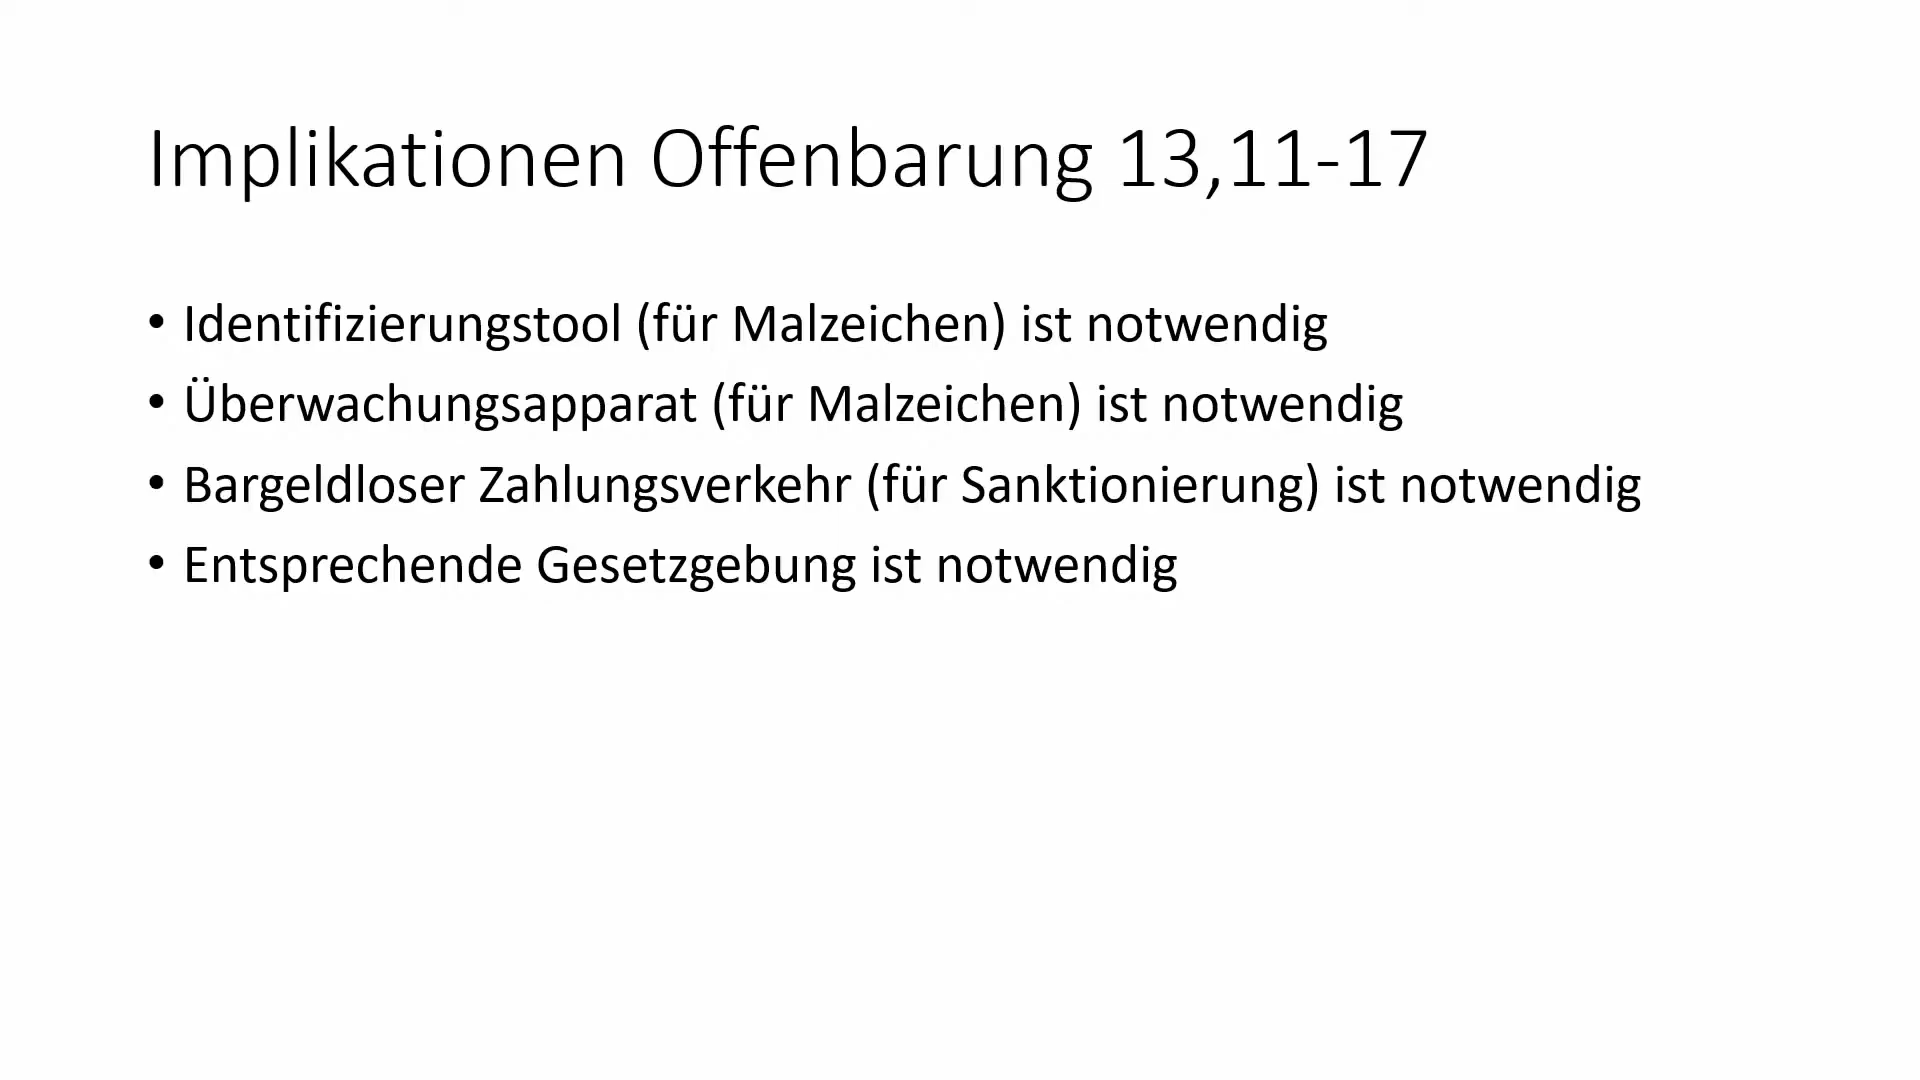 Implikationen Offenbarung 13,11-17
• Identifizierungstool (für Malzeichen) ist notwendig
• Überwachungsapparat (für Malzeichen) ist notwendig
• Bargeldloser Zahlungsverkehr (für Sanktionierung) ist notwendig
• Entsprechende Gesetzgebung ist notwendig